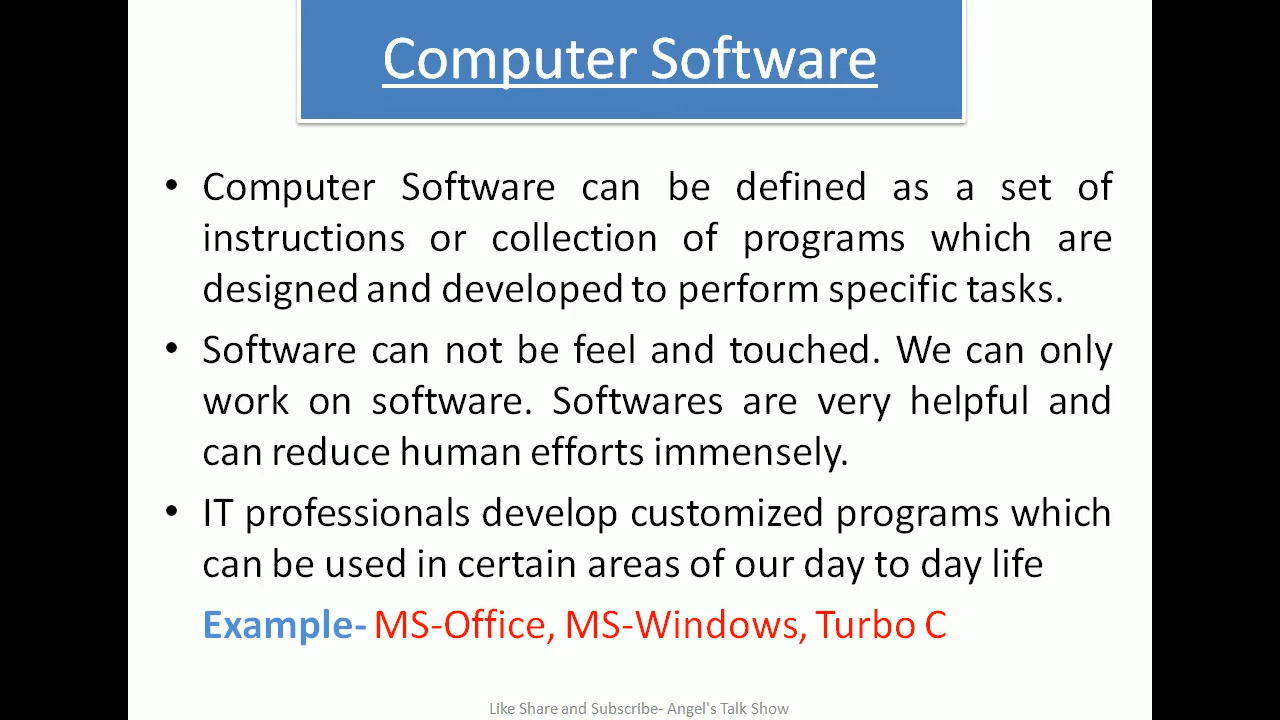 Computer Software
• Computer Software can be defined as a set of
instructions or collection of programs which are
designed and developed to perform specific tasks.
• Software can not be feel and touched. We can only
work on software. Softwares are very helpful and
can reduce human efforts immensely.
• IT professionals develop customized programs which
can be used in certain areas of our day to day life
Example- MS-Office, MS-Windows, Turbo C
Like Share and Subscribe- Angel's Talk Show